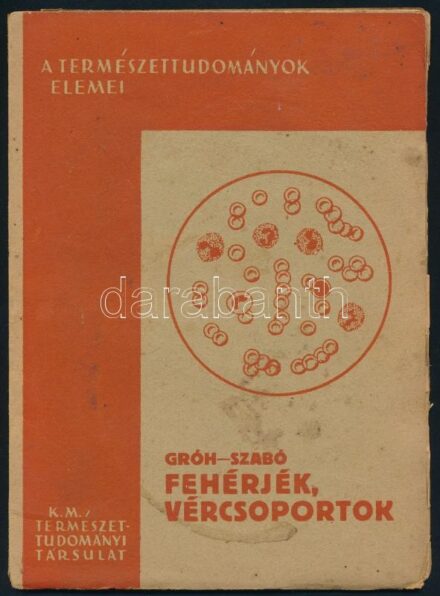 A TERMÉSZETTUDOMÁNYOK
ELEMEI
darabanth
GRÓH—SZABÓ
FEHÉRJÉK,
VÉRCSOPORTOK
K.M.,
TERMÉSZET-
TUDOMÁNYI
TÁRSULAT